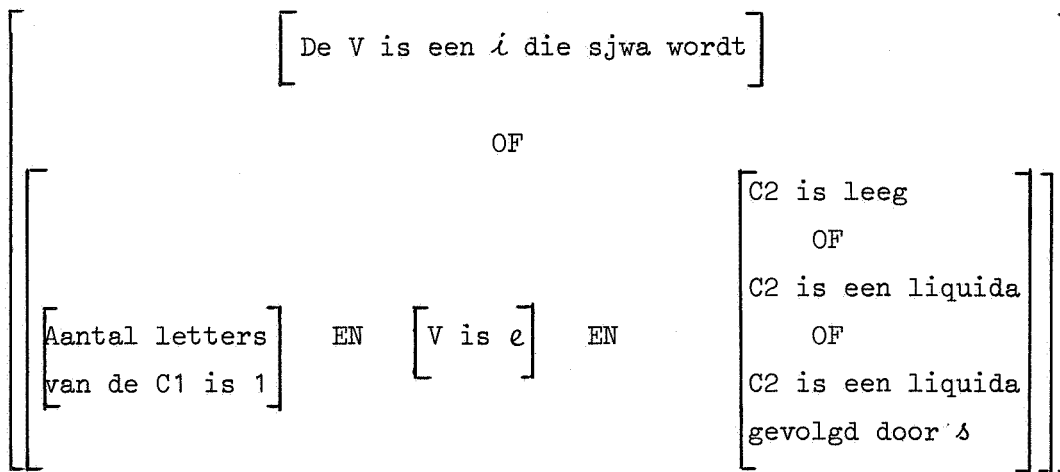 De V is een i die sjwa wordt
OF
C2 is leeg
OF
C2 is een liquida
Aantal letters EN V is e EN OF
van de C1 is 1 C2 is een liquida
gevolgd door s